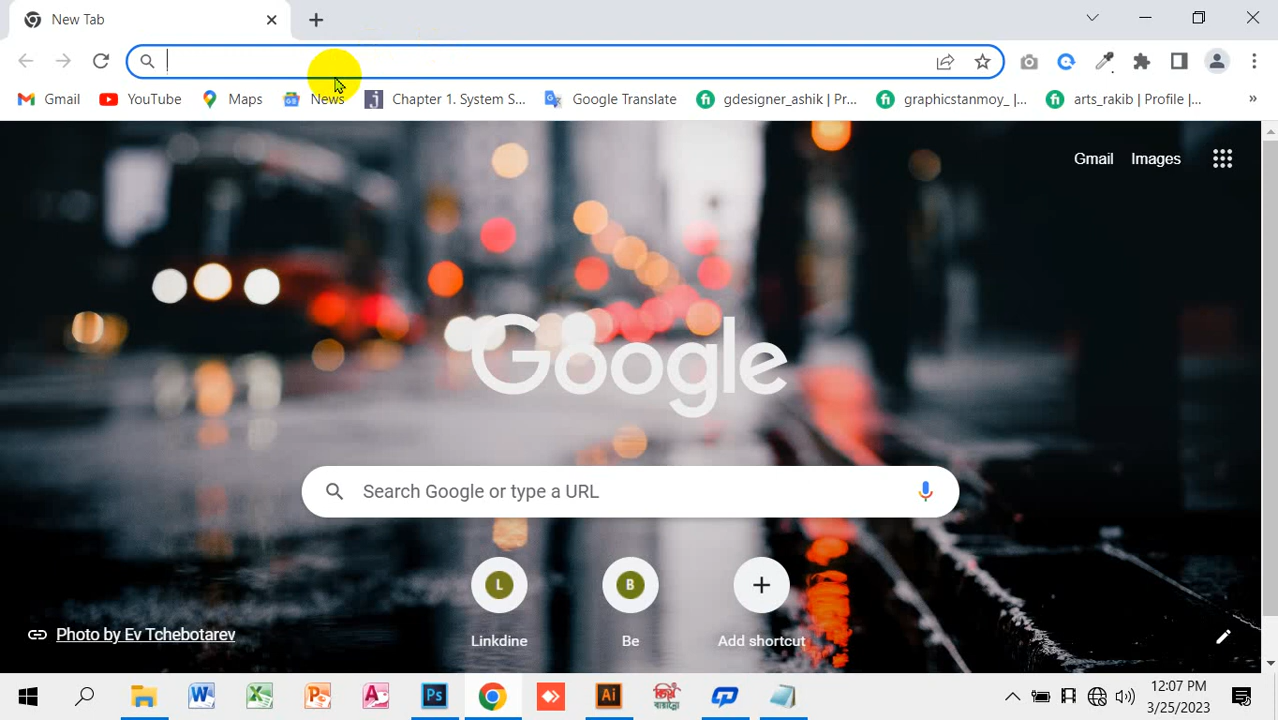 New Tab
Gmail YouTube Maps News Chapter 1. System S... Google Translate gdesigner_ashik | Pr... graphicstanmoy_ |... arts_rakib | Profile |...
Gmail Images
Google
Search Google or type a URL
L B
Linkdine Be Add shortcut
Photo by Ev Tchebotarev
12:07 PM
3/25/2023